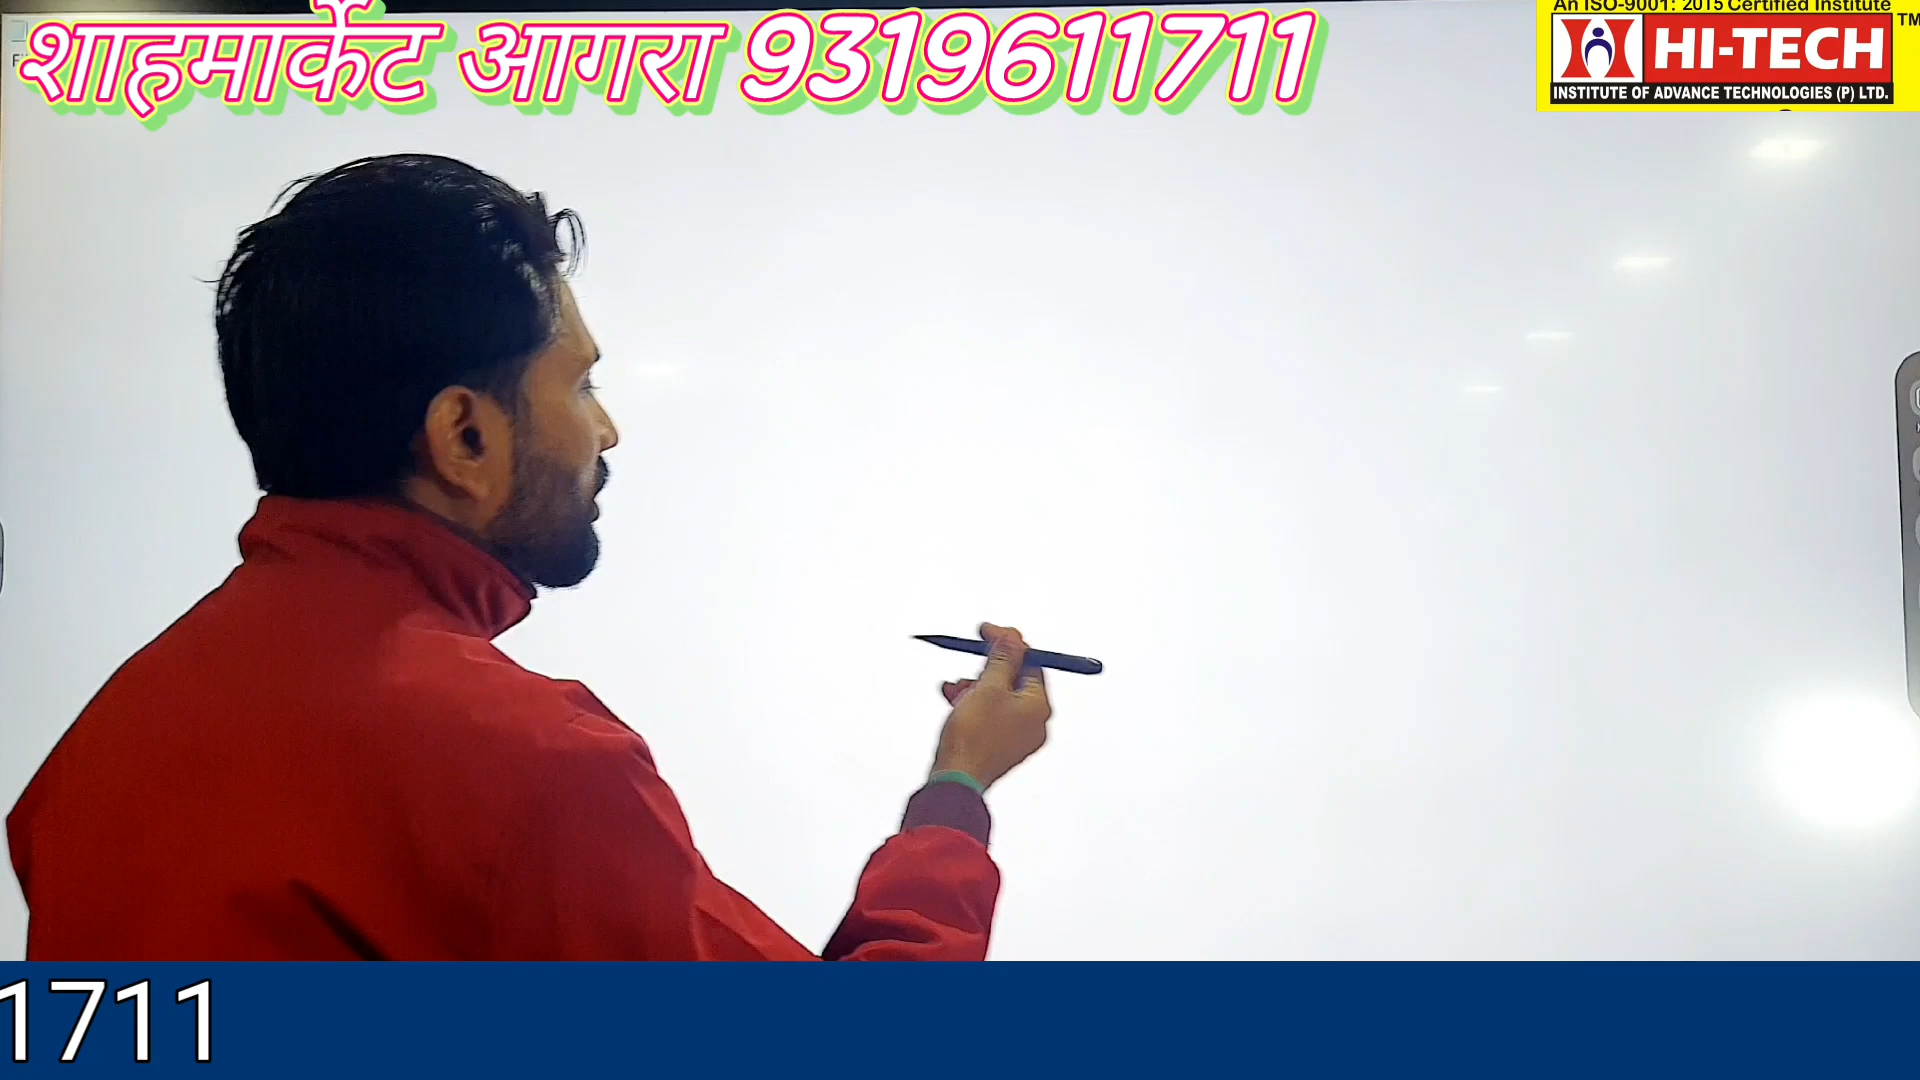 शाहमार्केट आगरा 9319611711
An ISO-9001: 2015 Certified Institute
TM
HI-TECH
INSTITUTE OF ADVANCE TECHNOLOGIES (P) LTD.
1711